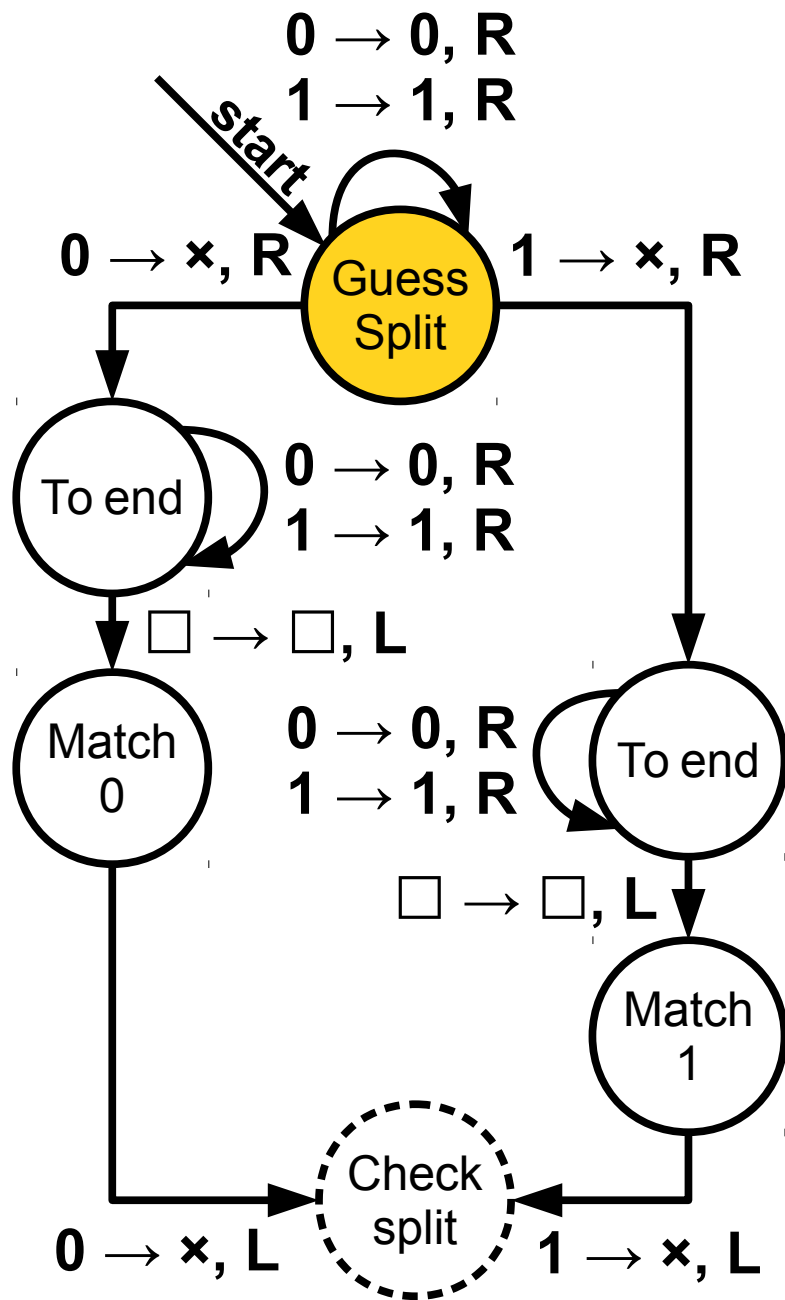 0 → 0, R
1 → 1, R
start
0 → ×, R
1 → ×, R
Guess
Split
To end
0 → 0, R
1 → 1, R
□ → □, L
Match
0
0 → 0, R
1 → 1, R
To end
□ → □, L
Match
1
Check
split
0 → ×, L
1 → ×, L